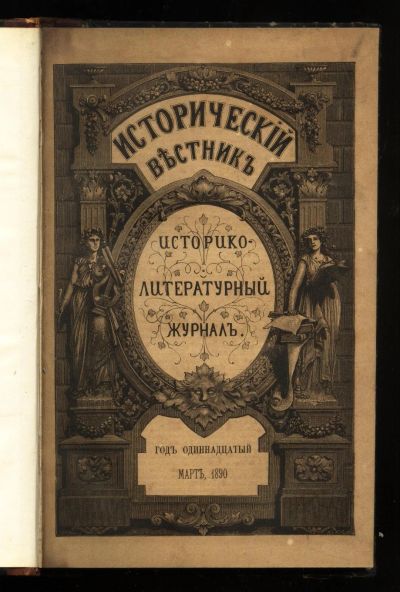 ИСТОРИЧЕСКІЙ
ВѢСТНИКЪ
ИСТОРИКО-
ЛИТЕРАТУРНЫЙ
ЖУРНАЛЪ.
ГОДЪ ОДИННАДЦАТЫЙ
МАРТЪ, 1890